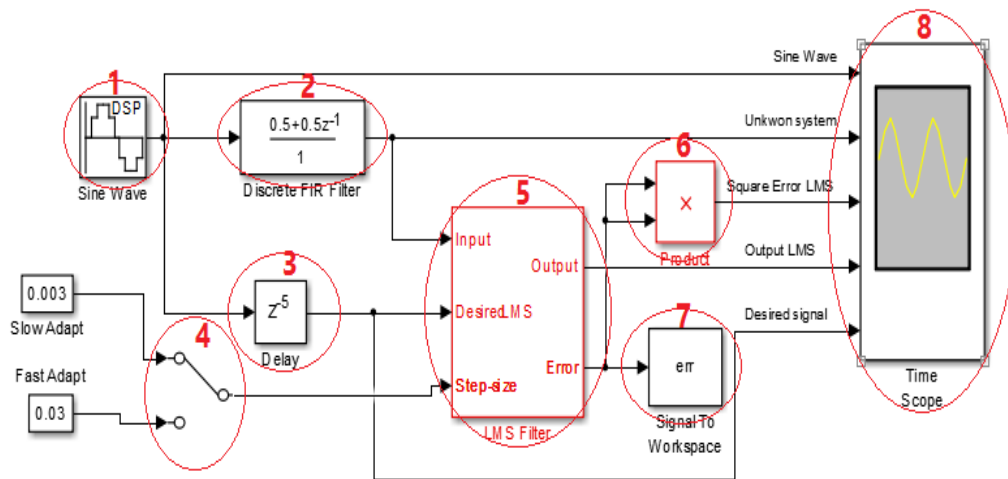 8
Sine Wave
1
DSP
Sine Wave
2
0.5+0.5z-1
1
Discrete FIR Filter
Unkwon system
6
×
Product
Square Error LMS
5
Input
Output
Desired
LMS
Error
Step-size
LMS Filter
Output LMS
3
z-5
Delay
Desired signal
0.003
Slow Adapt
4
Fast Adapt
0.03
7
err
Signal To
Workspace
Time
Scope